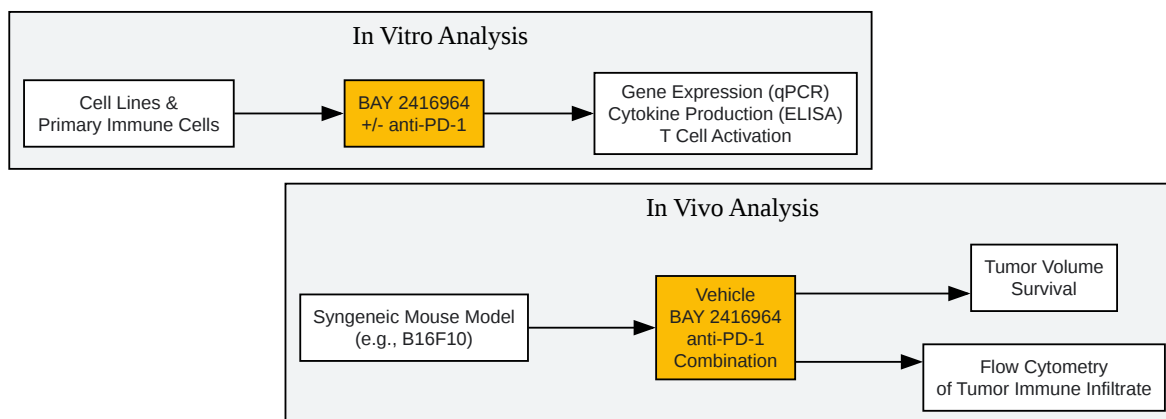 In Vitro Analysis
Cell Lines &
Primary Immune Cells
BAY 2416964
+/- anti-PD-1
Gene Expression (qPCR)
Cytokine Production (ELISA)
T Cell Activation
In Vivo Analysis
Syngeneic Mouse Model
(e.g., B16F10)
Vehicle
BAY 2416964
anti-PD-1
Combination
Tumor Volume
Survival
Flow Cytometry
of Tumor Immune Infiltrate